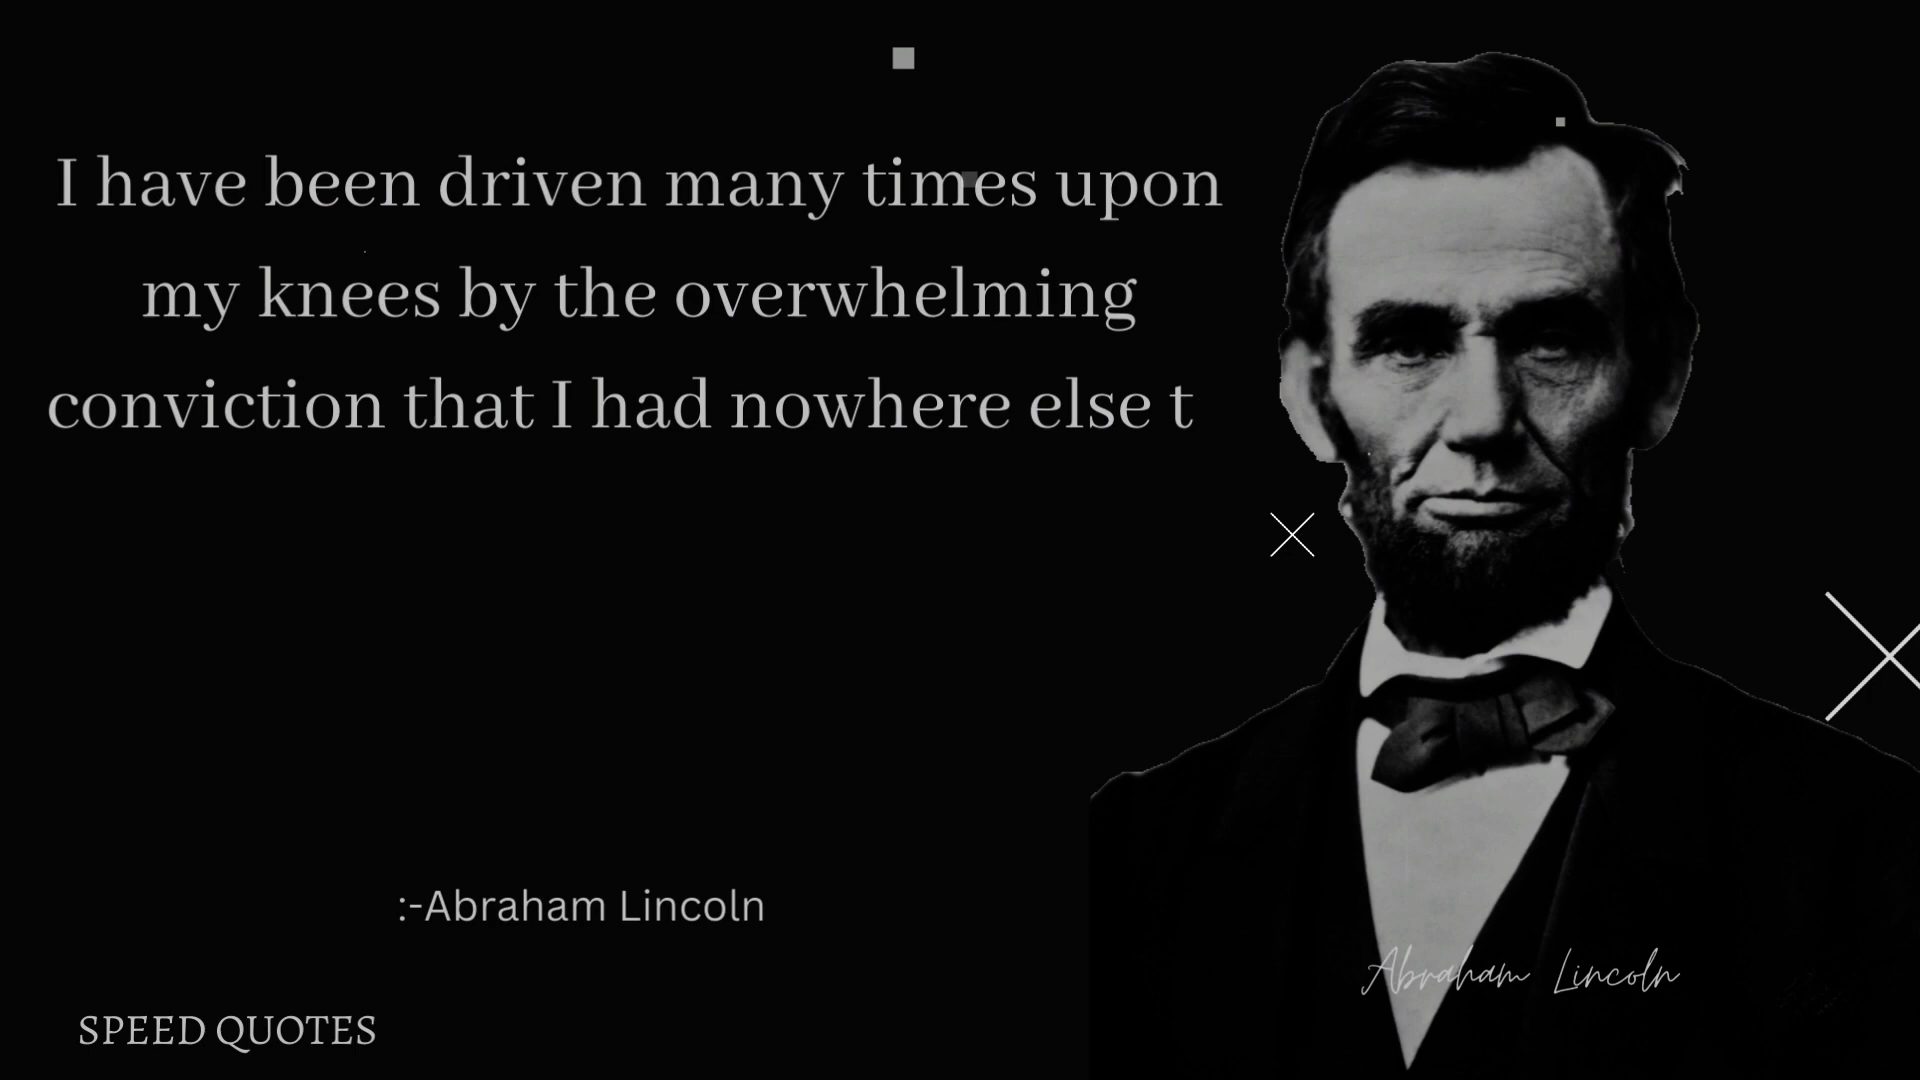 I have been driven many times upon
my knees by the overwhelming
conviction that I had nowhere else t
:-Abraham Lincoln
Abraham Lincoln
SPEED QUOTES